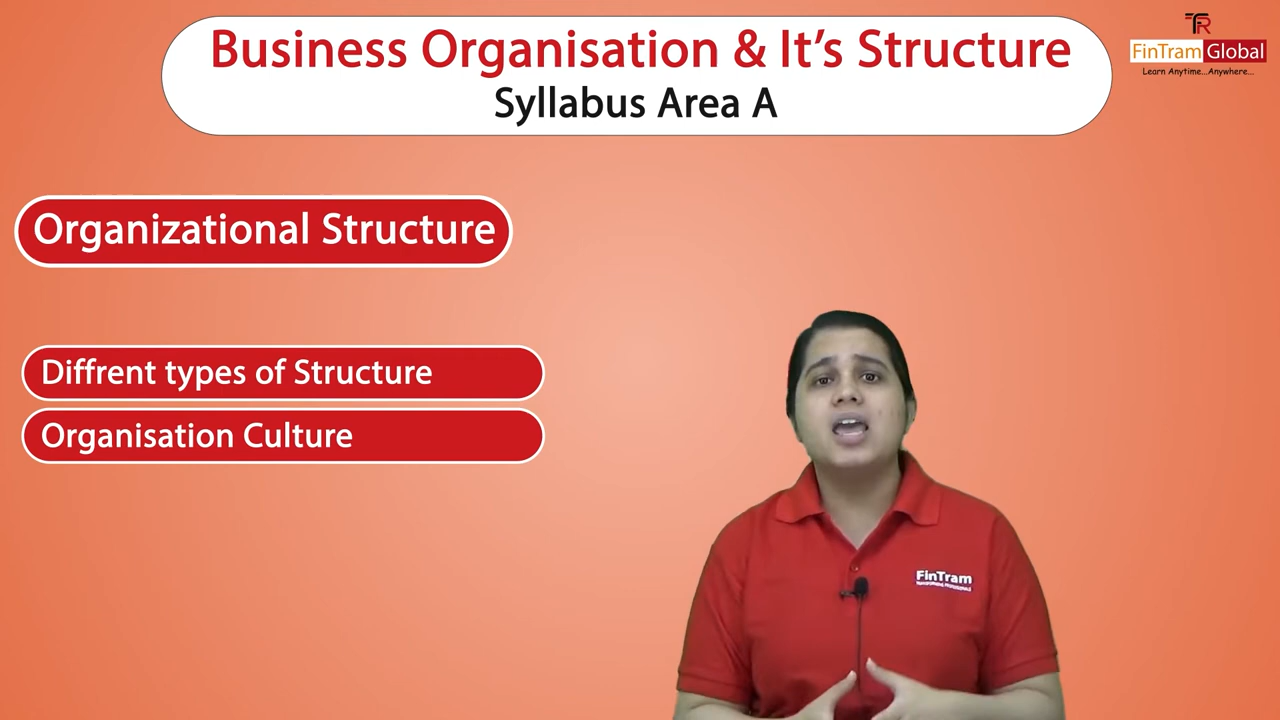 Business Organisation & It's Structure
Syllabus Area A
FR
FinTram Global
Learn Anytime...Anywhere...
Organizational Structure
Diffrent types of Structure
Organisation Culture
FinTram